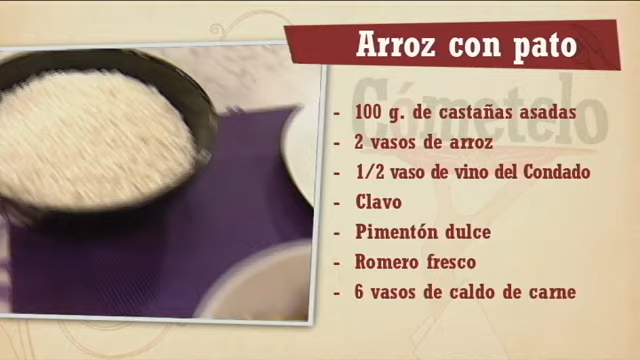 Arroz con pato
Cómetelo
- 100 g. de castañas asadas
- 2 vasos de arroz
- 1/2 vaso de vino del Condado
- Clavo
- Pimentón dulce
- Romero fresco
- 6 vasos de caldo de carne